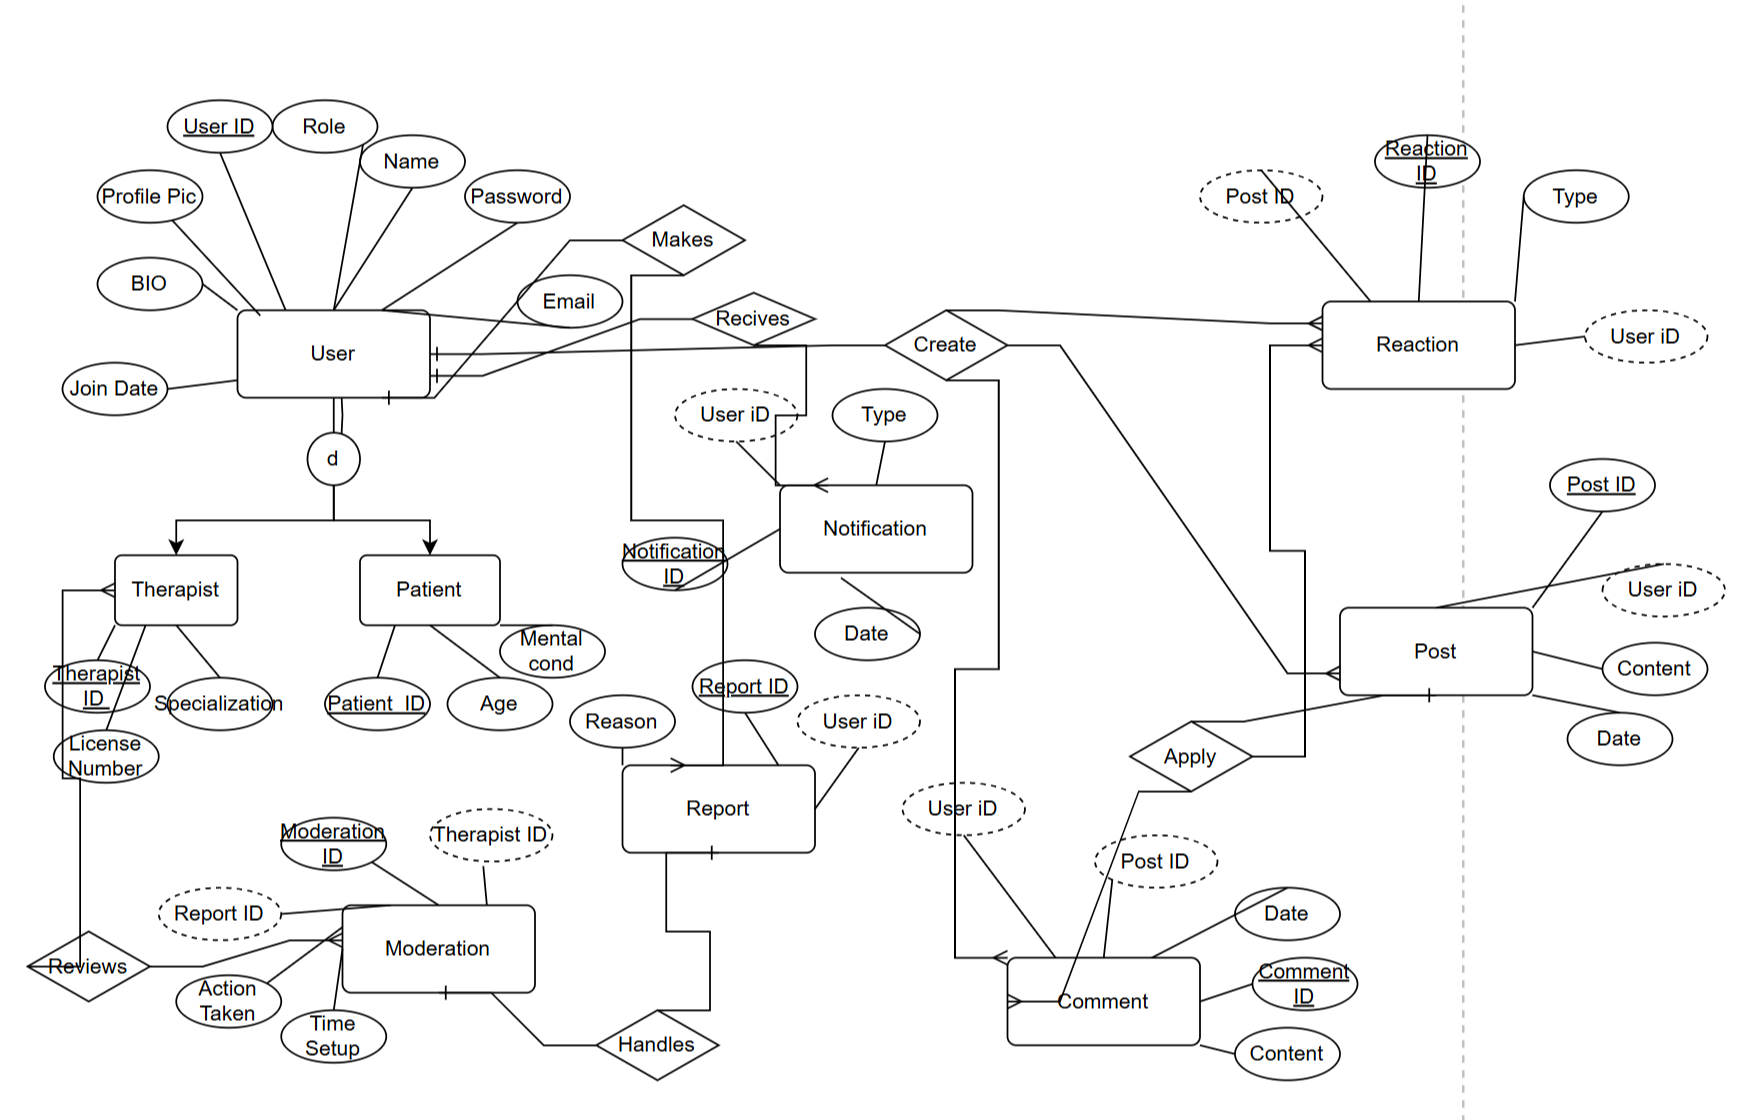 User ID
Role
Name
Profile Pic
Password
BIO
Email
Join Date
User
Makes
Recives
Create
d
Therapist
Patient
Therapist
ID
Specialization
License
Number
Patient  ID
Age
Mental
cond
User iD
Type
Notification
Notification
ID
Date
Reason
Report ID
User iD
Report
Moderation
ID
Therapist ID
Report ID
Moderation
Reviews
Action
Taken
Time
Setup
Handles
Post ID
Reaction
ID
Type
User iD
Reaction
Post ID
User iD
Post
Content
Date
Apply
User iD
Post ID
Date
Comment
ID
Comment
Content